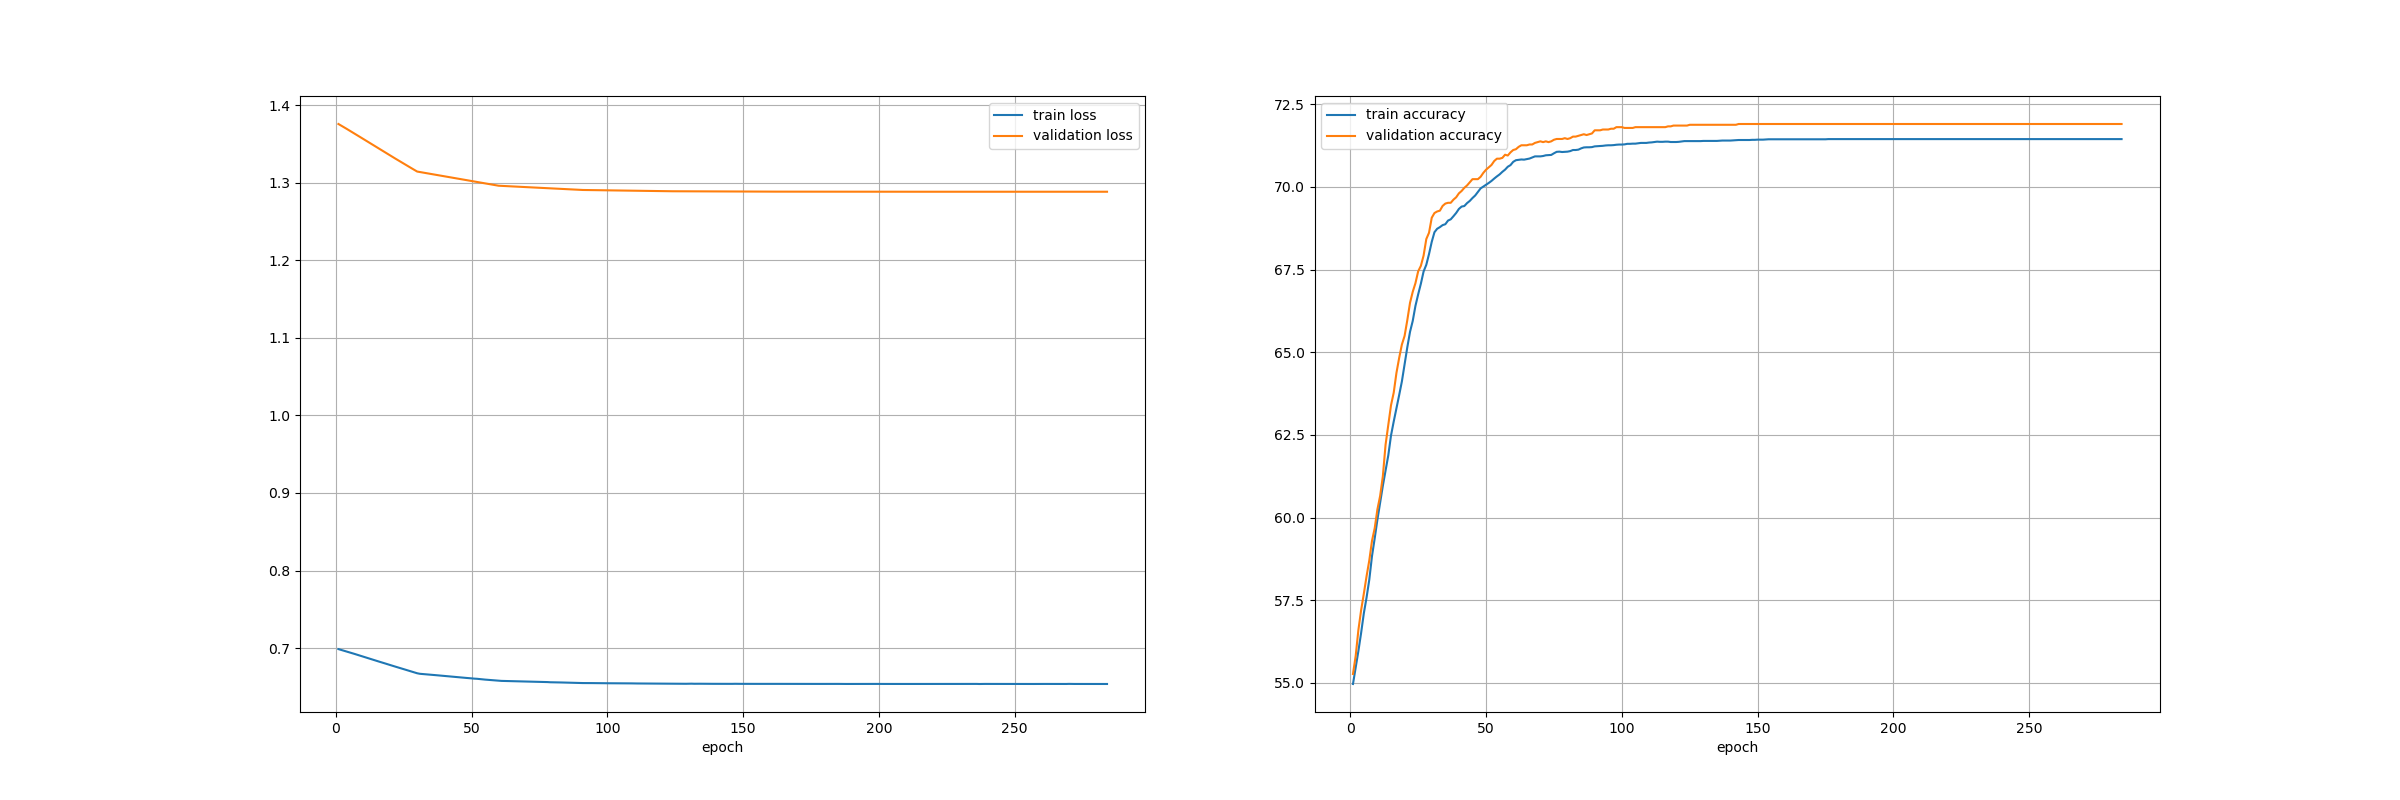 1.4
1.3
1.2
1.1
1.0
0.9
0.8
0.7
0 50 100 150 200 250
epoch
train loss
validation loss
72.5
70.0
67.5
65.0
62.5
60.0
57.5
55.0
0 50 100 150 200 250
epoch
train accuracy
validation accuracy